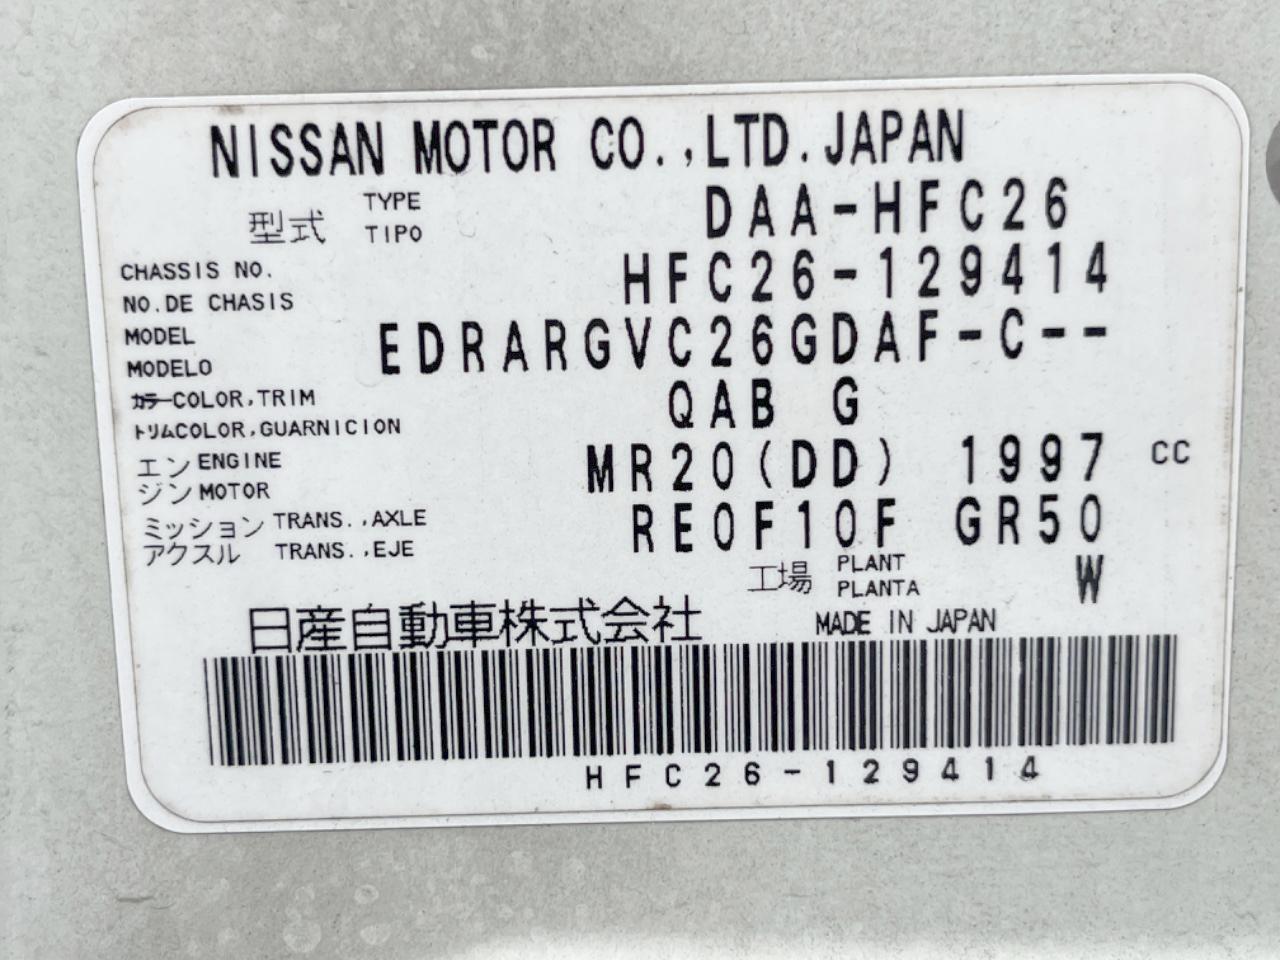 NISSAN MOTOR CO.,LTD.JAPAN
型式 TYPE TIPO DAA-HFC26
CHASSIS NO.
NO.DE CHASIS HFC26-129414
MODEL
MODELO EDRARGVC26GDAF-C--
カラーCOLOR,TRIM
トリムCOLOR,GUARNICION QAB G
エンジン ENGINE MOTOR MR20(DD) 1997 CC
ミッション TRANS.,AXLE
アクスル TRANS.,EJE RE0F10F GR50
工場 PLANT PLANTA W
日産自動車株式会社 MADE IN JAPAN
HFC26-129414